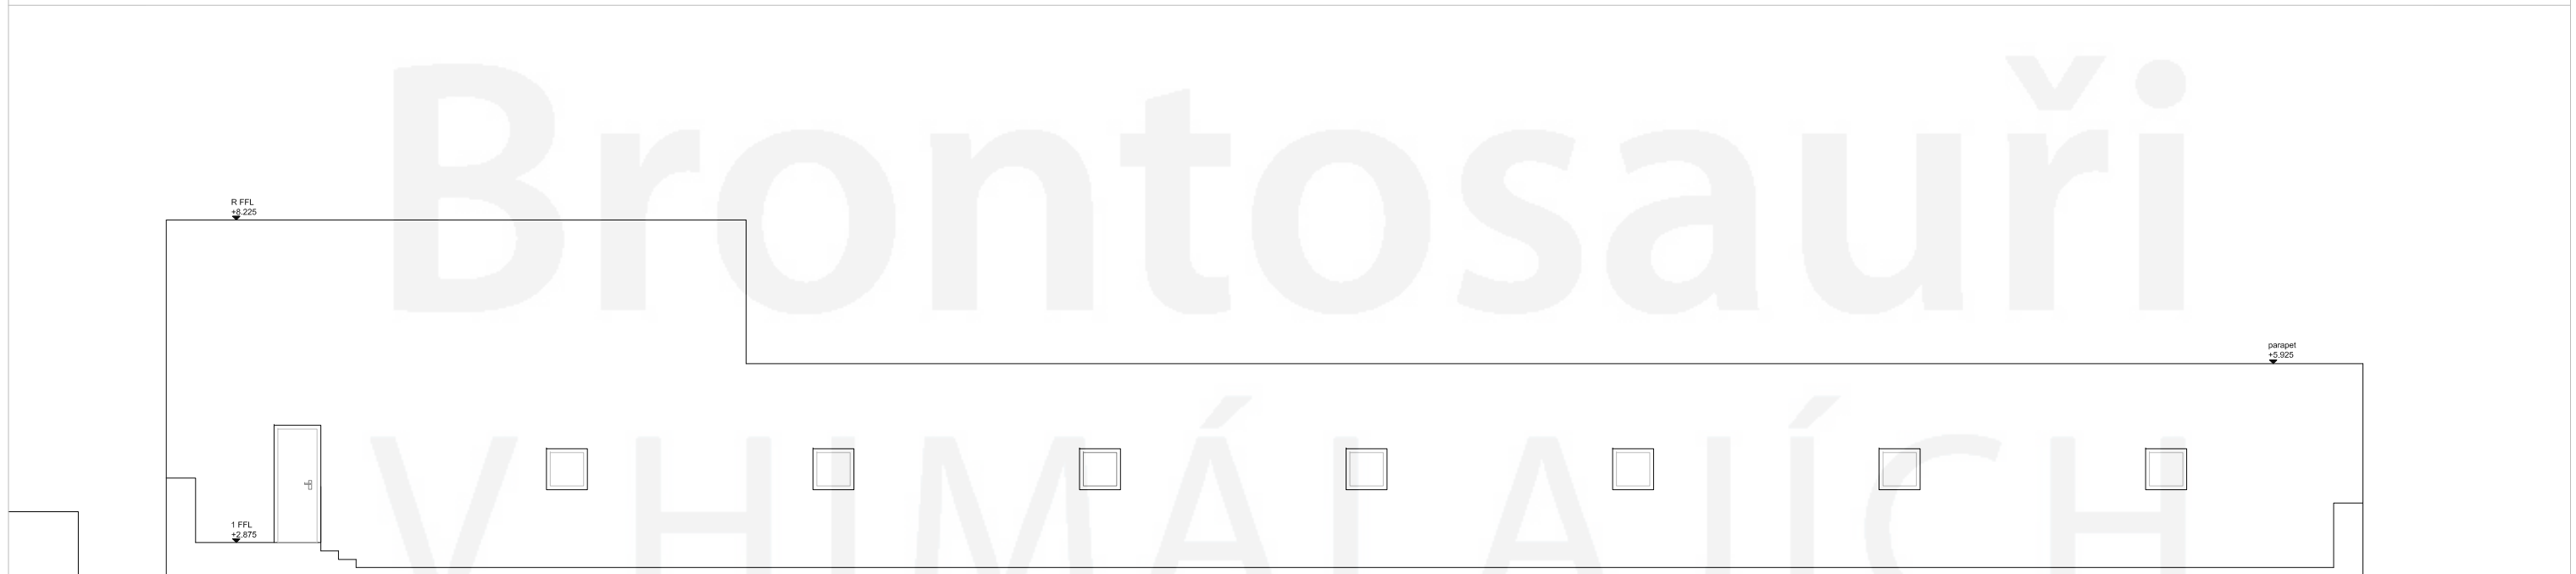 Brontosauři
R FFL
+8.225
parapet
+5.925
V HIMÁLAJÍCH
1 FFL
+2.875